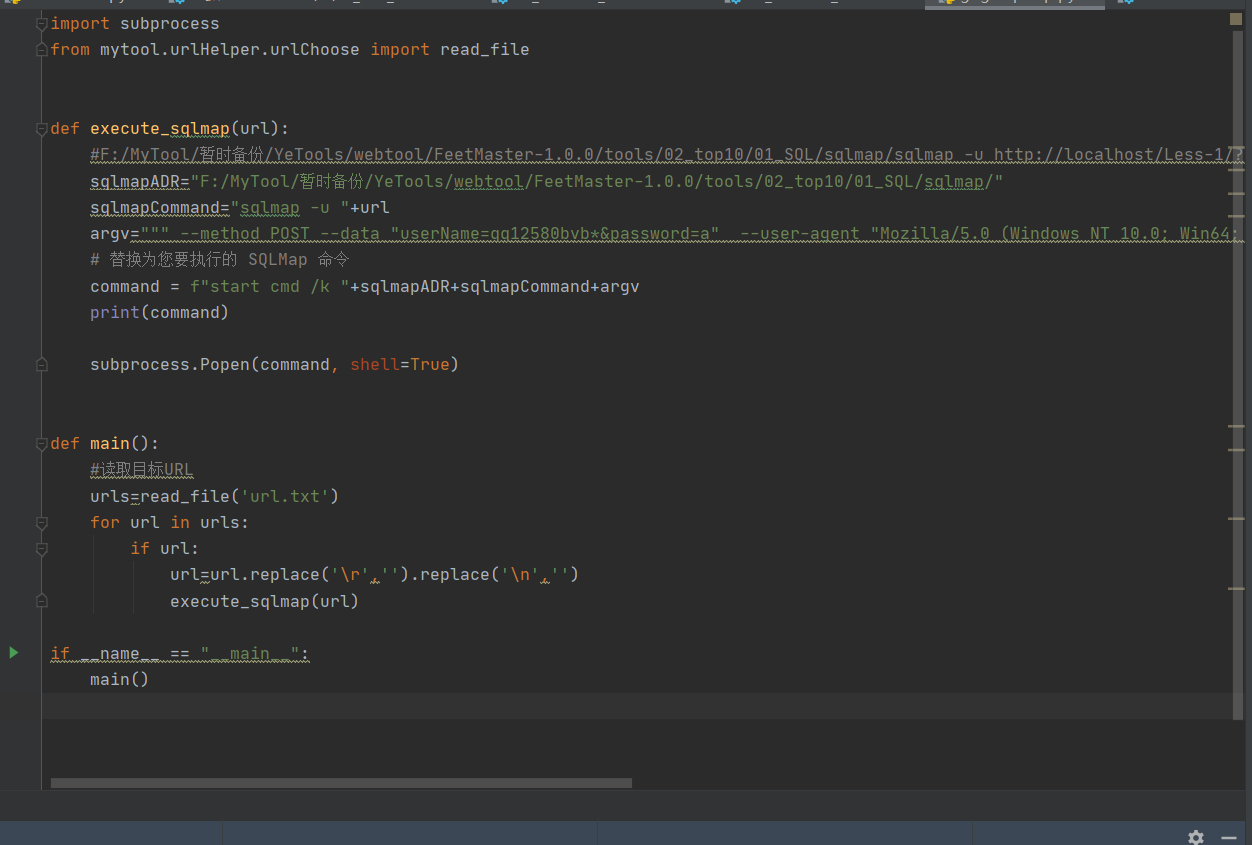 import subprocess
from mytool.urlHelper.urlChoose import read_file
def execute_sqlmap(url):
#F:/MyTool/暂时备份/YeTools/webtool/FeetMaster-1.0.0/tools/02_top10/01_SQL/sqlmap/sqlmap -u http://localhost/Less-1/?
sqlmapADR="F:/MyTool/暂时备份/YeTools/webtool/FeetMaster-1.0.0/tools/02_top10/01_SQL/sqlmap/"
sqlmapCommand="sqlmap -u "+url
argv=""" --method POST --data "userName=qq12580bvb*&password=a"  --user-agent "Mozilla/5.0 (Windows NT 10.0; Win64;
# 替换为您要执行的 SQLMap 命令
command = f"start cmd /k "+sqlmapADR+sqlmapCommand+argv
print(command)
subprocess.Popen(command, shell=True)
def main():
#读取目标URL
urls=read_file('url.txt')
for url in urls:
if url:
url=url.replace('\r','').replace('\n','')
execute_sqlmap(url)
if __name__ == "__main__":
main()